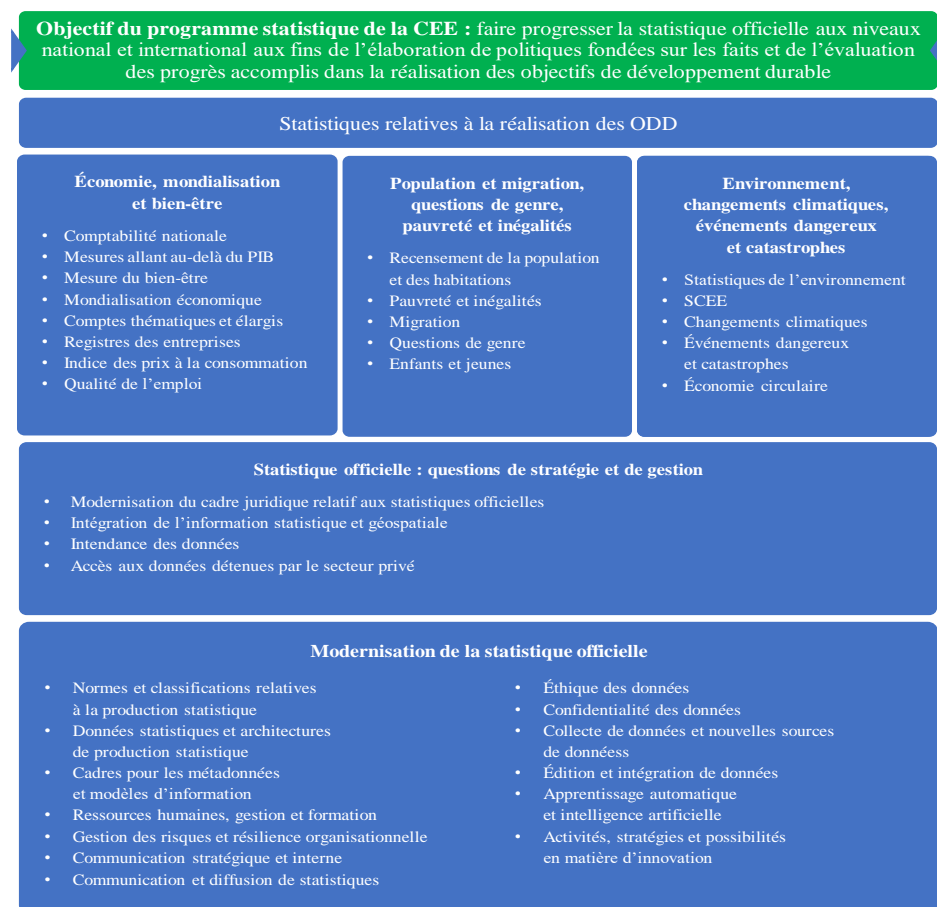 Objectif du programme statistique de la CEE : faire progresser la statistique officielle aux niveaux
national et international aux fins de l’élaboration de politiques fondées sur les faits et de l’évaluation
des progrès accomplis dans la réalisation des objectifs de développement durable
Statistiques relatives à la réalisation des ODD
Économie, mondialisation
et bien-être
• Comptabilité nationale
• Mesures allant au-delà du PIB
• Mesure du bien-être
• Mondialisation économique
• Comptes thématiques et élargis
• Registres des entreprises
• Indice des prix à la consommation
• Qualité de l’emploi
Population et migration,
questions de genre,
pauvreté et inégalités
• Recensement de la population
et des habitations
• Pauvreté et inégalités
• Migration
• Questions de genre
• Enfants et jeunes
Environnement,
changements climatiques,
événements dangereux
et catastrophes
• Statistiques de l’environnement
• SCEE
• Changements climatiques
• Événements dangereux
et catastrophes
• Économie circulaire
Statistique officielle : questions de stratégie et de gestion
• Modernisation du cadre juridique relatif aux statistiques officielles
• Intégration de l’information statistique et géospatiale
• Intendance des données
• Accès aux données détenues par le secteur privé
Modernisation de la statistique officielle
• Normes et classifications relatives
à la production statistique
• Données statistiques et architectures
de production statistique
• Cadres pour les métadonnées
et modèles d’information
• Ressources humaines, gestion et formation
• Gestion des risques et résilience organisationnelle
• Communication stratégique et interne
• Communication et diffusion de statistiques
• Éthique des données
• Confidentialité des données
• Collecte de données et nouvelles sources
de donneéss
• Édition et intégration de données
• Apprentissage automatique
et intelligence artificielle
• Activités, stratégies et possibilités
en matière d’innovation